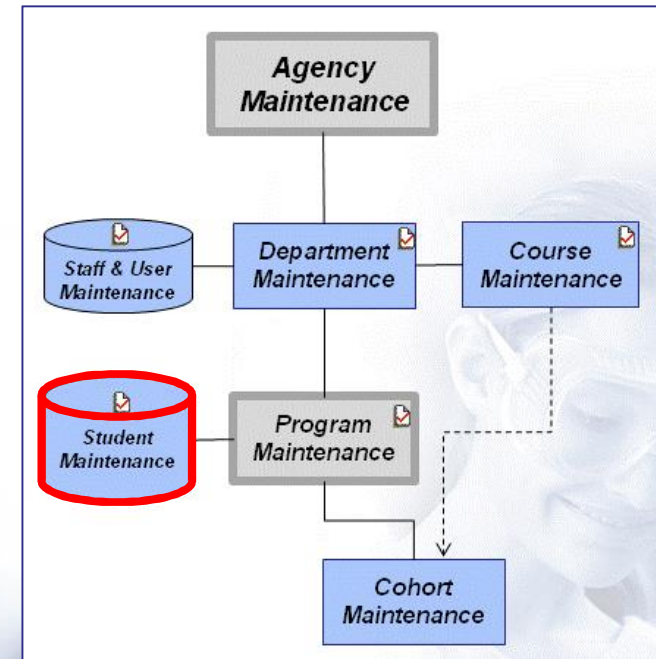 Agency
Maintenance
Staff & User
Maintenance
Department
Maintenance
Course
Maintenance
Student
Maintenance
Program
Maintenance
Cohort
Maintenance